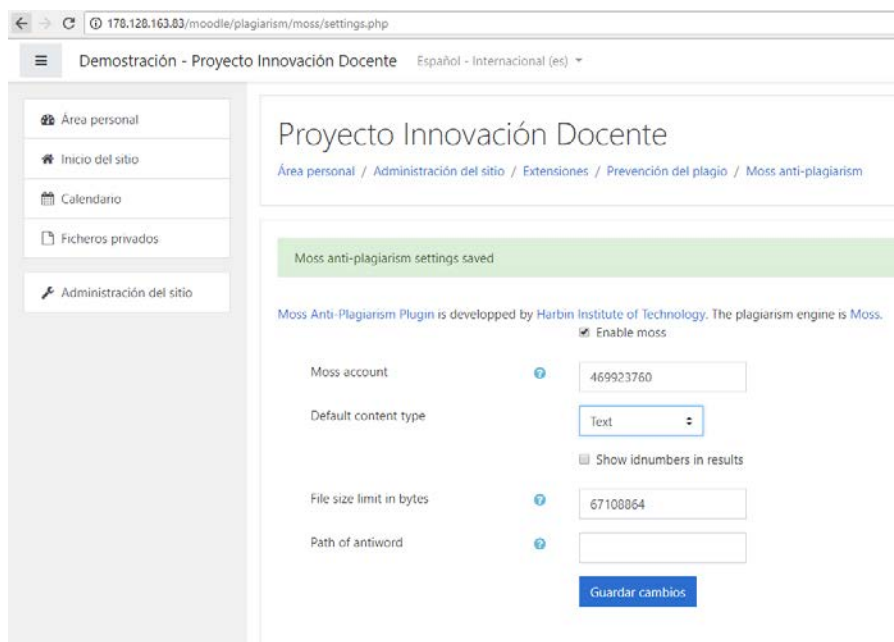 178.128.163.83/moodle/plagiarism/moss/settings.php
Demostración - Proyecto Innovación Docente Español - Internacional (es)
Área personal
Inicio del sitio
Calendario
Ficheros privados
Administración del sitio
Proyecto Innovación Docente
Área personal / Administración del sitio / Extensiones / Prevención del plagio / Moss anti-plagiarism
Moss anti-plagiarism settings saved
Moss Anti-Plagiarism Plugin is developped by Harbin Institute of Technology. The plagiarism engine is Moss.
Enable moss
Moss account 469923760
Default content type Text
Show idnumbers in results
File size limit in bytes 67108864
Path of antiword
Guardar cambios